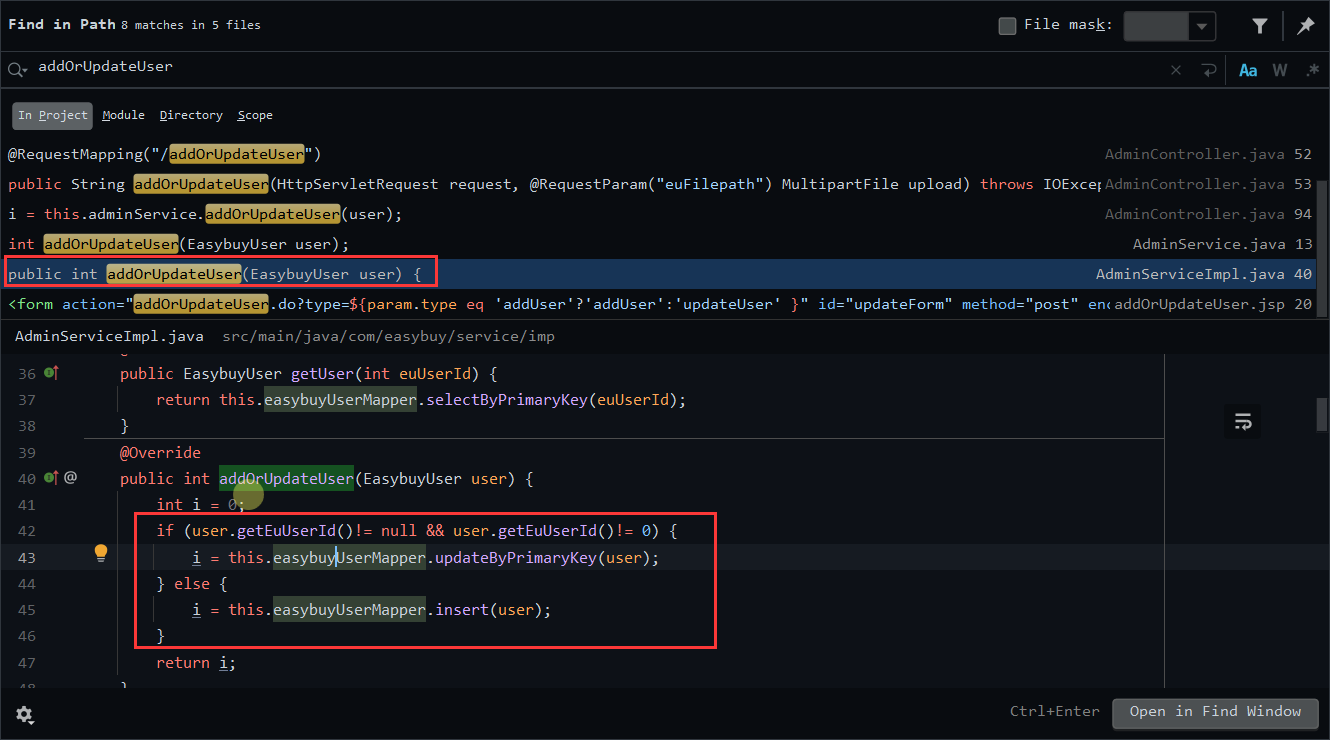 Find in Path 8 matches in 5 files File mask:
addOrUpdateUser Aa W .*
In Project Module Directory Scope
@RequestMapping("/addOrUpdateUser") AdminController.java 52
public String addOrUpdateUser(HttpServletRequest request, @RequestParam("euFilepath") MultipartFile upload) throws IOExcep AdminController.java 53
i = this.adminService.addOrUpdateUser(user); AdminController.java 94
int addOrUpdateUser(EasybuyUser user); AdminService.java 13
public int addOrUpdateUser(EasybuyUser user) { AdminServiceImpl.java 40
<form action="addOrUpdateUser.do?type=${param.type eq 'addUser'?'addUser':'updateUser' }" id="updateForm" method="post" en addOrUpdateUser.jsp 20
AdminServiceImpl.java src/main/java/com/easybuy/service/imp
36 public EasybuyUser getUser(int euUserId) {
37 return this.easybuyUserMapper.selectByPrimaryKey(euUserId);
38 }
39 @Override
40 @ public int addOrUpdateUser(EasybuyUser user) {
41 int i = 0;
42 if (user.getEuUserId()!= null && user.getEuUserId()!= 0) {
43 i = this.easybuyUserMapper.updateByPrimaryKey(user);
44 } else {
45 i = this.easybuyUserMapper.insert(user);
46 }
47 return i;
48 }
Ctrl+Enter Open in Find Window